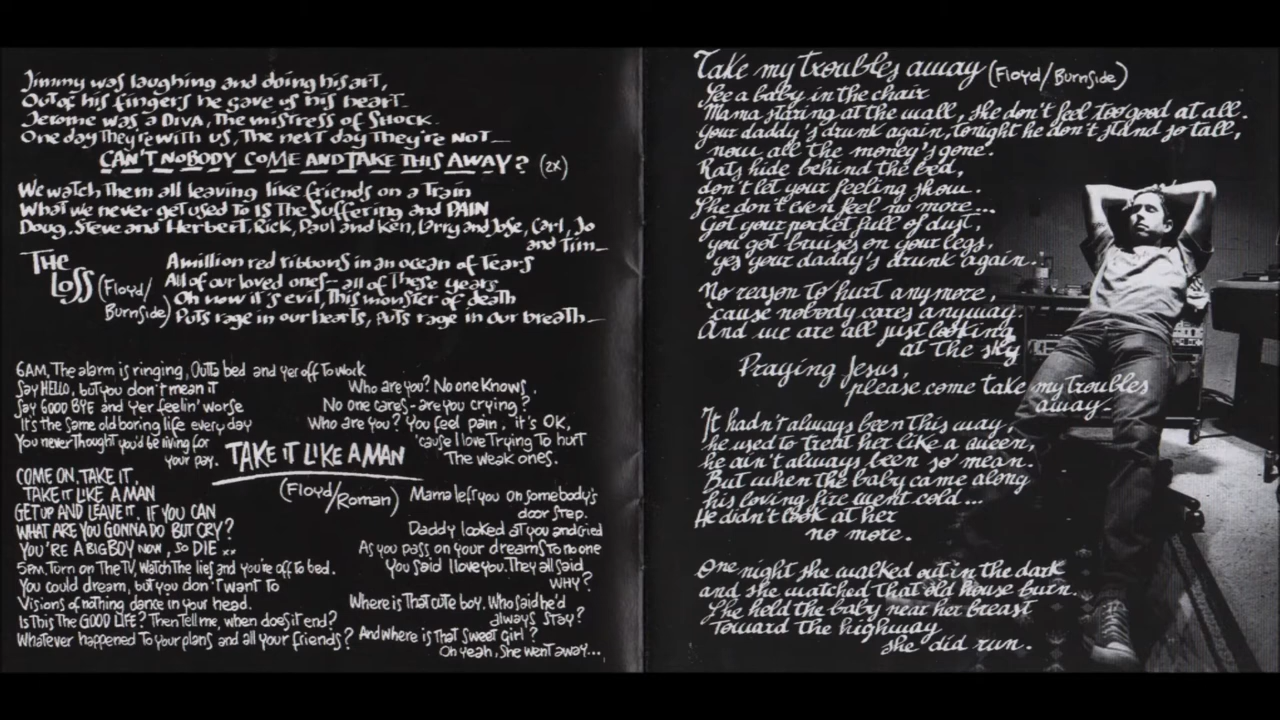 Jimmy was laughing and doing his art,
Out of his fingers he gave us his heart_
Jerome was a DIVA, The mistress of Shock.
One day They're with us, The next day They're NOT_
CAN'T NOBODY COME AND TAKE THIS AWAY? (2x)
We watch Them all leaving like friends on a Train
What we never get used to IS The Suffering and PAIN
Doug, Steve and Herbert, Rick, Paul and Ken, Larry and Jose, Carl, Jo
and Tim_
THE LOSS (Floyd/Burnside)
A million red ribbons in an ocean of Tears
All of our loved ones – all of These years
Oh now it's evil, This monster of death
Puts rage in our hearts, Puts rage in our breath_
6AM, The alarm is ringing, Outta bed and yer off To work
Say HELLO, but you don't mean it
Say GOOD BYE and Yer feelin' worse
It's the same old boring life every day
You never Thought you'd be living for
your pay.
TAKE IT LIKE A MAN
(Floyd/Roman)
COME ON, TAKE IT,
TAKE IT LIKE A MAN
GET UP AND LEAVE IT, IF YOU CAN
WHAT ARE YOU GONNA DO BUT CRY?
YOU'RE A BIG BOY NOW, SO DIE ..
5PM, Turn on The TV, Watch The lies and you're off to bed.
You could dream, but you don't want to
Visions of nothing dance in your head.
Is This The GOOD LIFE? Then Tell me, when does it end?
Whatever happened To your plans and all your friends?
Who are you? No one Knows,
No one cares – are you crying?
Who are you? You feel pain, it's OK,
'cause I love Trying To hurt
The weak ones.
Mama left you on somebody's
door step.
Daddy looked at you and cried
As you pass on your dreams To no one
You said I love you. They all said
WHY?
Where is That cute boy. Who said he'd
always stay?
And where is That sweet girl?
Oh yeah, She went away...
Take my troubles away (Floyd/Burnside)
See a baby in the chair
Mama staring at the wall, she don't feel too good at all.
Your daddy's drunk again, tonight he don't stand so tall,
now all the money's gone.
Rats hide behind the bed,
don't let your feeling show.
She don't even feel no more...
Got your pocket full of dust,
you got bruises on your legs,
yes your daddy's drunk again.
No reason To hurt anymore,
'cause nobody cares anyway.
And we are all just looking
at The sky
Praying Jesus,
please come take my troubles
away_
It hadn't always been This way,
he used to treat her like a queen,
he ain't always been so mean.
But when the baby came along
his loving fire went cold...
He didn't look at her
no more.
One night she walked out in the dark
and she watched that old house burn.
She held the baby near her breast
Toward the highway
she did run.